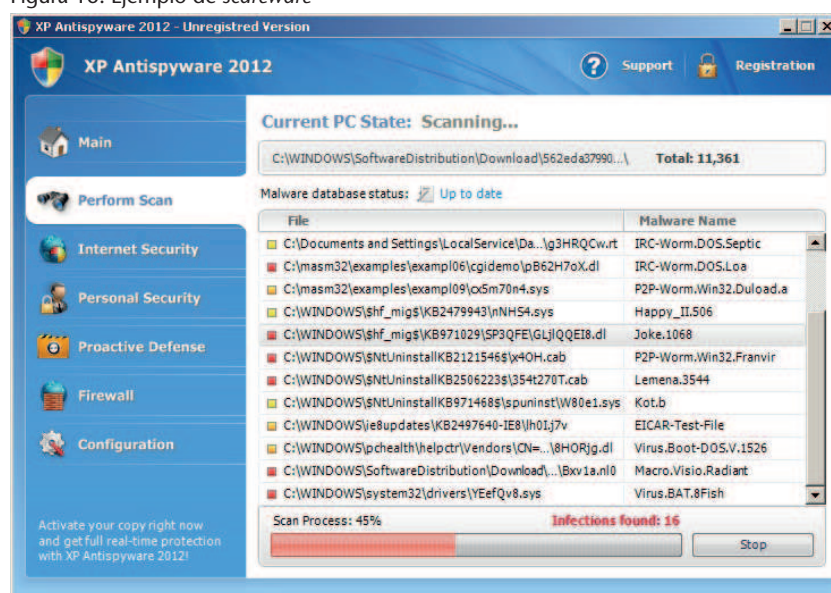 Figura 10. Ejemplo de scareware
XP Antispyware 2012 - Unregistred Version
XP Antispyware 2012
Support
Registration
Main
Perform Scan
Internet Security
Personal Security
Proactive Defense
Firewall
Configuration
Activate your copy right now
and get full real-time protection
with XP Antispyware 2012!
Current PC State: Scanning...
C:\WINDOWS\SoftwareDistribution\Download\562eda37990...\ Total: 11,361
Malware database status: Up to date
File Malware Name
C:\Documents and Settings\LocalService\Da...\g3HRQCw.rt IRC-Worm.DOS.Septic
C:\masm32\examples\exampl06\cgidemo\pB62H7oX.dl IRC-Worm.DOS.Loa
C:\masm32\examples\exampl09\cx5m70n4.sys P2P-Worm.Win32.Duload.a
C:\WINDOWS\$hf_mig$\KB2479943\nNHS4.sys Happy_II.506
C:\WINDOWS\$hf_mig$\KB971029\SP3QFE\GLjlQQEI8.dl Joke.1068
C:\WINDOWS\$NtUninstallKB2121546$\x4OH.cab P2P-Worm.Win32.Franvir
C:\WINDOWS\$NtUninstallKB2506223$\354t270T.cab Lemena.3544
C:\WINDOWS\$NtUninstallKB971468$\spuninst\W80e1.sys Kot.b
C:\WINDOWS\ie8updates\KB2497640-IE8\lh0I.j7v EICAR-Test-File
C:\WINDOWS\pchealth\helpctr\Vendors\CN=...\8HORjg.dl Virus.Boot-DOS.V.1526
C:\WINDOWS\SoftwareDistribution\Download\...\Bxv1a.nl0 Macro.Visio.Radiant
C:\WINDOWS\system32\drivers\YEefQv8.sys Virus.BAT.8Fish
Scan Process: 45% Infections found: 16
Stop